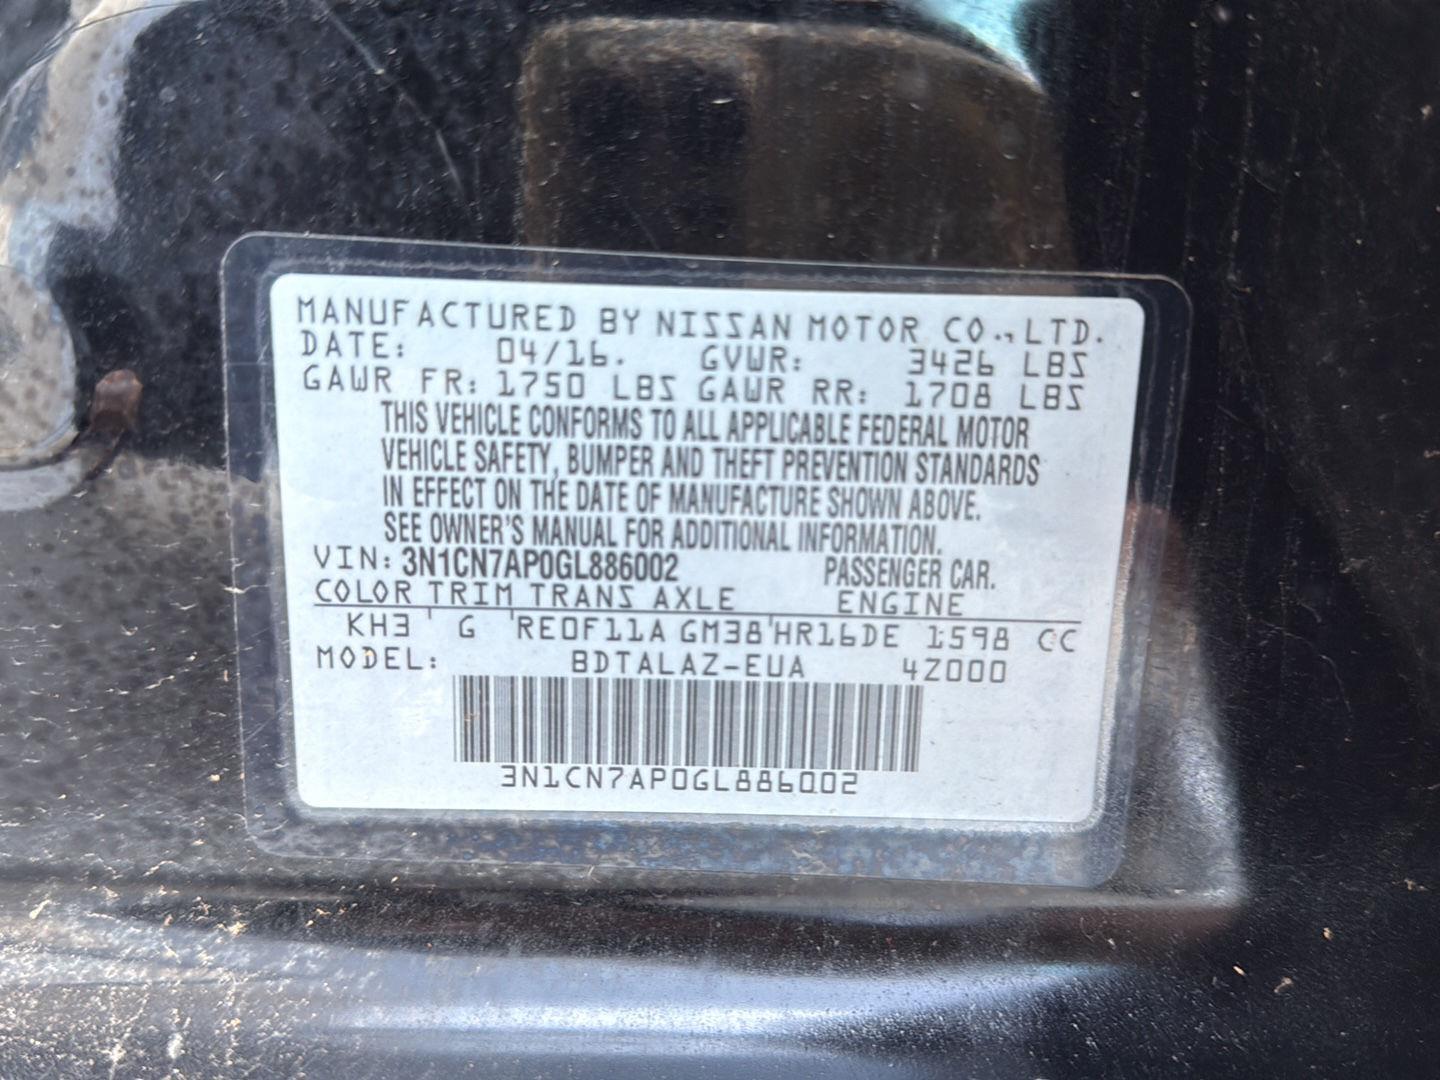 MANUFACTURED BY NISSAN MOTOR CO., LTD.
DATE: 04/16. GVWR: 3426 LBS
GAWR FR: 1750 LBS GAWR RR: 1708 LBS
THIS VEHICLE CONFORMS TO ALL APPLICABLE FEDERAL MOTOR
VEHICLE SAFETY, BUMPER AND THEFT PREVENTION STANDARDS
IN EFFECT ON THE DATE OF MANUFACTURE SHOWN ABOVE.
SEE OWNER'S MANUAL FOR ADDITIONAL INFORMATION.
VIN: 3N1CN7AP0GL886002 PASSENGER CAR.
COLOR TRIM TRANS AXLE ENGINE
KH3 ' G 'RE0F11A GM38'HR16DE 1598 CC
MODEL: BDTALAZ-EUA 4Z000
3N1CN7AP0GL886002